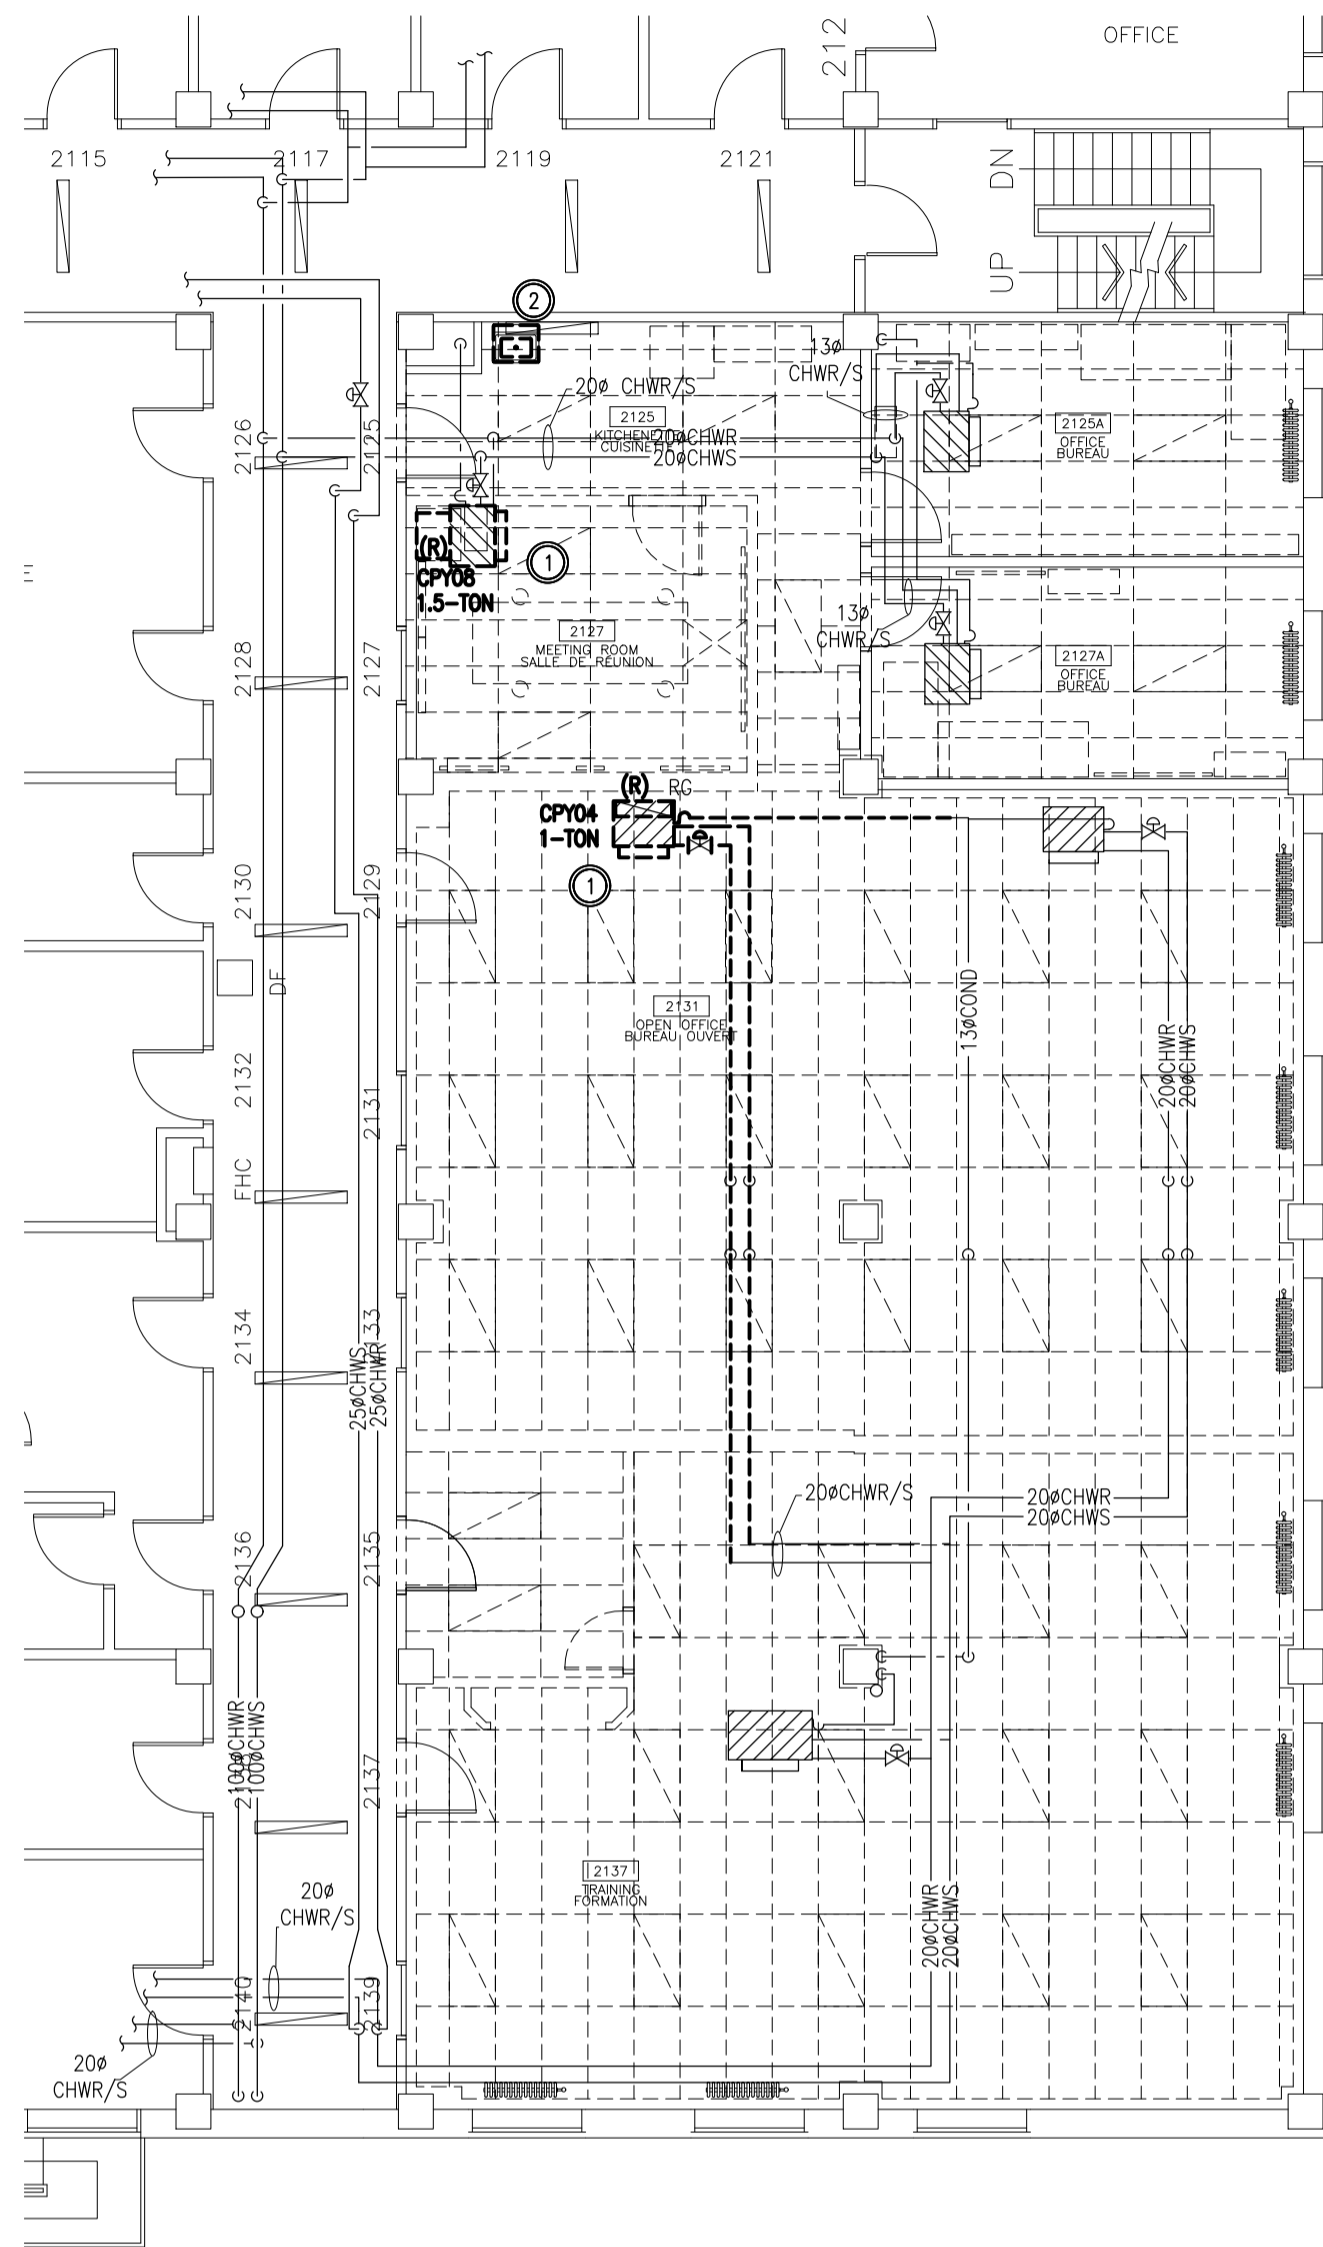 OFFICE
212
2115
2117
2119
2121
DN
UP
2
13ø
CHWR/S
20ø CHWR/S
2125
KITCHENETTE
CUISINETTE
20øCHWR
20øCHWS
2125A
OFFICE
BUREAU
2126
2125
(R)
CPY08
1.5-TON
1
13ø
CHWR/S
2127
MEETING ROOM
SALLE DE RÉUNION
2127A
OFFICE
BUREAU
2128
2127
(R)
RG
CPY04
1-TON
1
2130
2129
DF
2131
OPEN OFFICE
BUREAU OUVERT
13øCOND
20øCHWR
20øCHWS
2132
2131
FHC
2134
2133
25øCHWS
25øCHWR
20øCHWR/S
20øCHWR
20øCHWS
2136
2135
100øCHWR
100øCHWS
2138
2137
2137
TRAINING
FORMATION
20ø
CHWR/S
20øCHWR
20øCHWS
2140
2139
20ø
CHWR/S